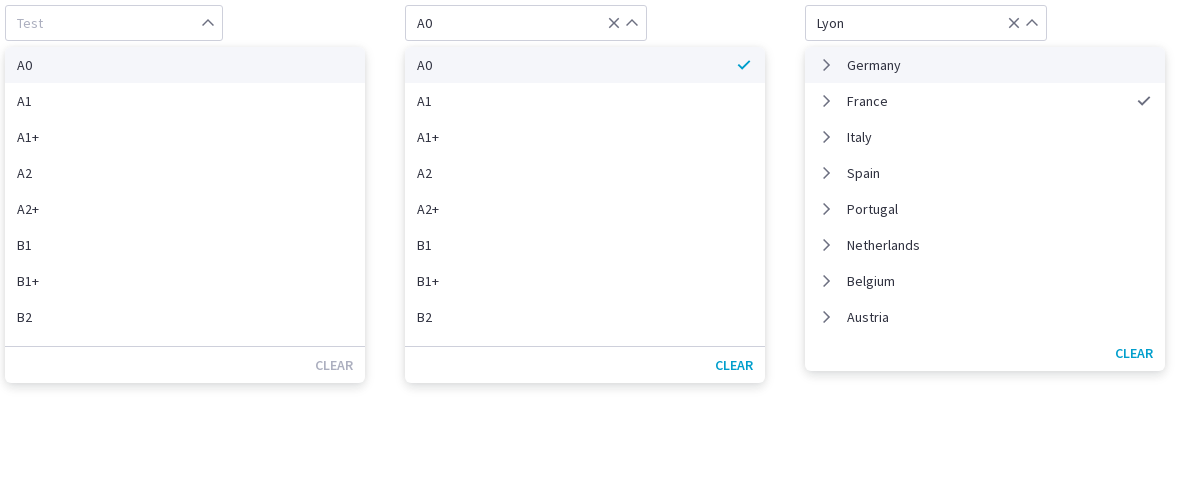 Test
A0
A1
A1+
A2
A2+
B1
B1+
B2
CLEAR
A0
A0
A1
A1+
A2
A2+
B1
B1+
B2
CLEAR
Lyon
Germany
France
Italy
Spain
Portugal
Netherlands
Belgium
Austria
CLEAR